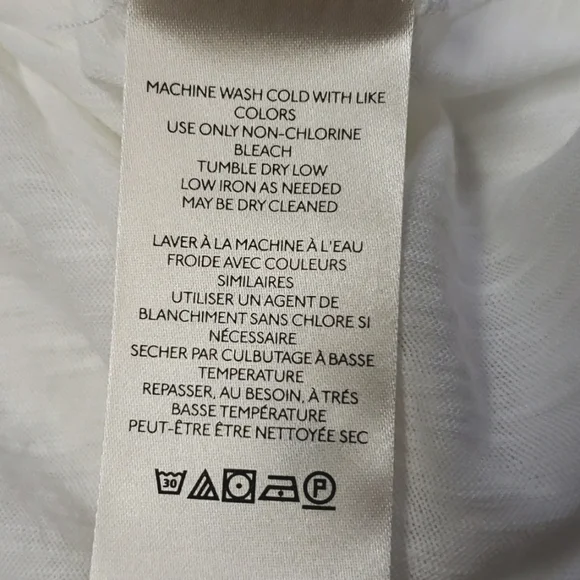 MACHINE WASH COLD WITH LIKE
COLORS
USE ONLY NON-CHLORINE
BLEACH
TUMBLE DRY LOW
LOW IRON AS NEEDED
MAY BE DRY CLEANED
LAVER À LA MACHINE À L'EAU
FROIDE AVEC COULEURS
SIMILAIRES
UTILISER UN AGENT DE
BLANCHIMENT SANS CHLORE SI
NÉCESSAIRE
SECHER PAR CULBUTAGE À BASSE
TEMPERATURE
REPASSER, AU BESOIN, À TRÉS
BASSE TEMPÉRATURE
PEUT-ÊTRE ÊTRE NETTOYÉE SEC
30 P